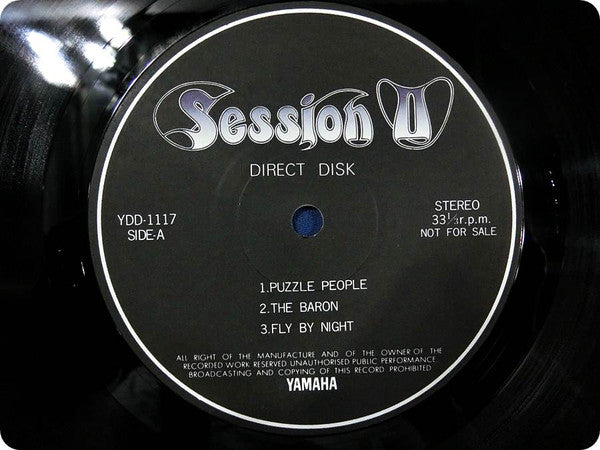 Session II
DIRECT DISK
YDD-1117
SIDE-A
STEREO
33⅓r.p.m.
NOT FOR SALE
1.PUZZLE PEOPLE
2.THE BARON
3.FLY BY NIGHT
ALL RIGHT OF THE MANUFACTURE AND OF THE OWNER OF THE
RECORDED WORK RESERVED UNAUTHORISED PUBLIC PERFORMANCE
BROADCASTING AND COPYING OF THIS RECORD PROHIBITED
YAMAHA